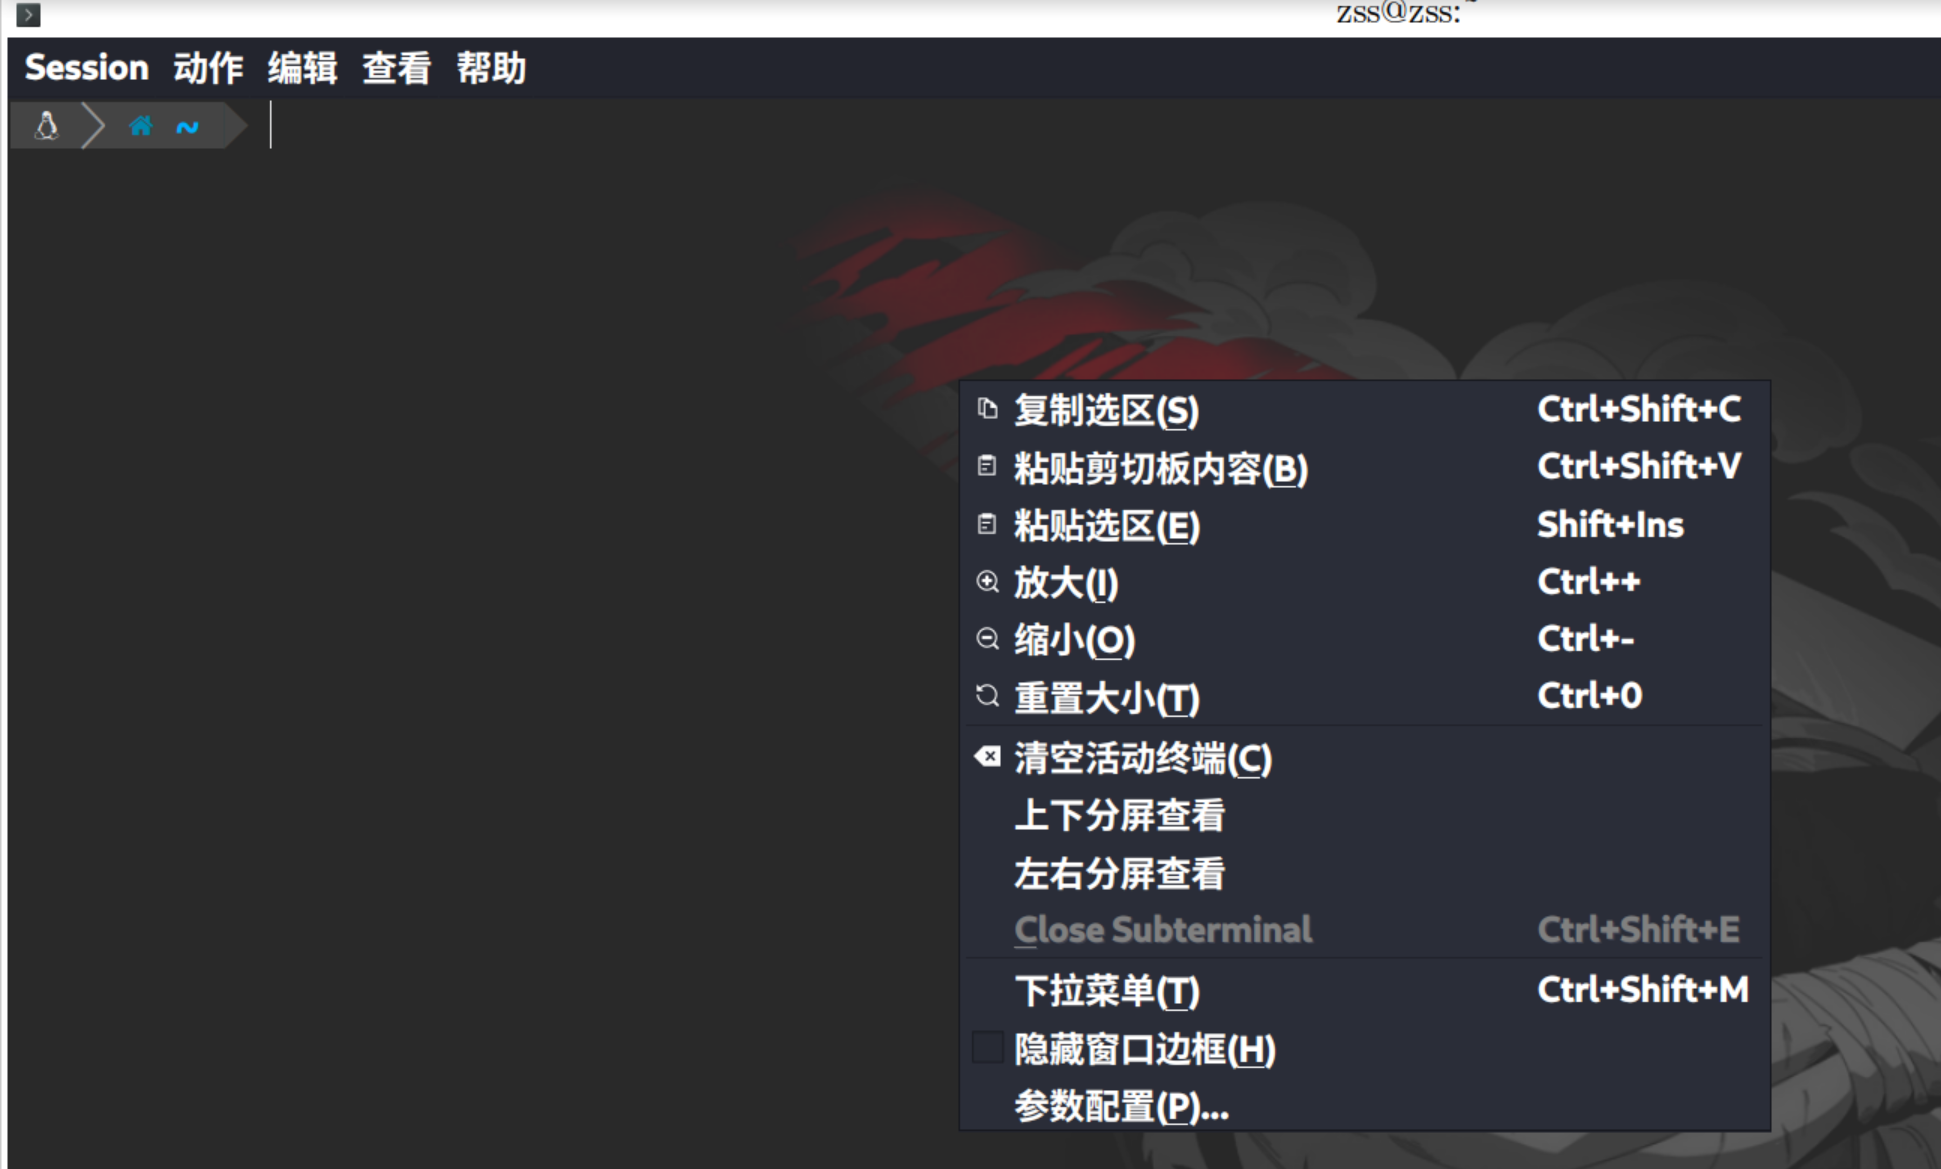 zss@zss: ~
Session 动作 编辑 查看 帮助
~
复制选区(S) Ctrl+Shift+C
粘贴剪切板内容(B) Ctrl+Shift+V
粘贴选区(E) Shift+Ins
放大(I) Ctrl++
缩小(O) Ctrl+-
重置大小(T) Ctrl+0
清空活动终端(C)
上下分屏查看
左右分屏查看
Close Subterminal Ctrl+Shift+E
下拉菜单(T) Ctrl+Shift+M
隐藏窗口边框(H)
参数配置(P)...